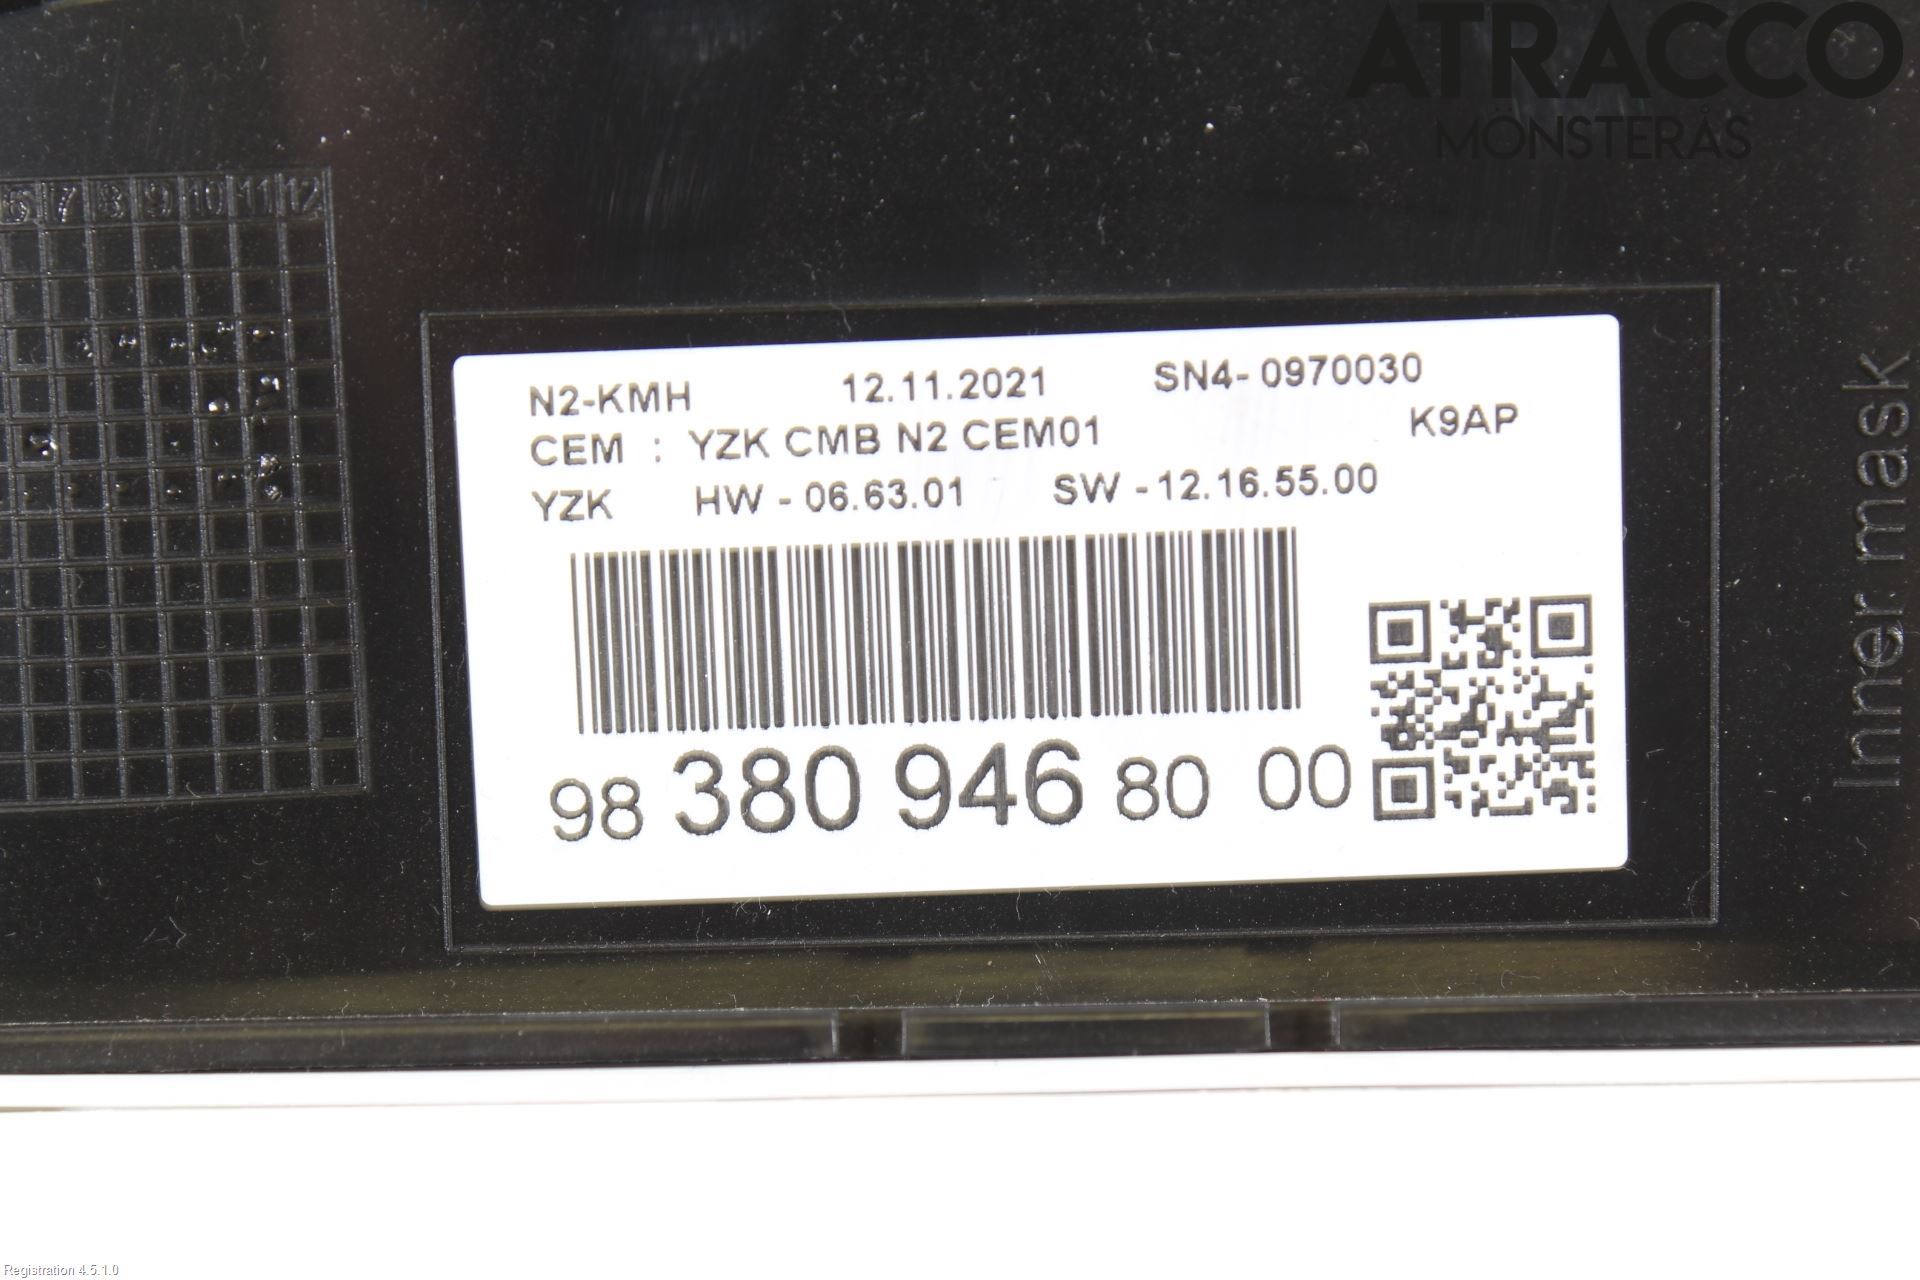 ATRACCO
MÖNSTERÅS
7 8 9 10 11 12
N2-KMH 12.11.2021 SN4- 0970030
CEM : YZK CMB N2 CEM01 K9AP
YZK HW - 06.63.01 SW - 12.16.55.00
98 380 946 80 00
Inner mask
Registration 4.5.1.0